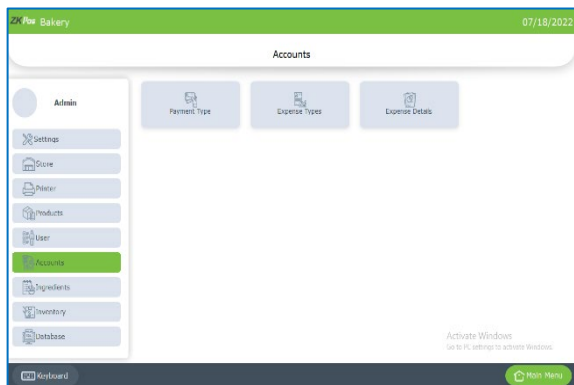 ZKPos Bakery
07/18/2022
Accounts
Admin
Payment Type
Expense Types
Expense Details
Settings
Store
Printer
Products
User
Accounts
Ingredients
Inventory
Database
Activate Windows
Go to PC settings to activate Windows.
Keyboard
Main Menu